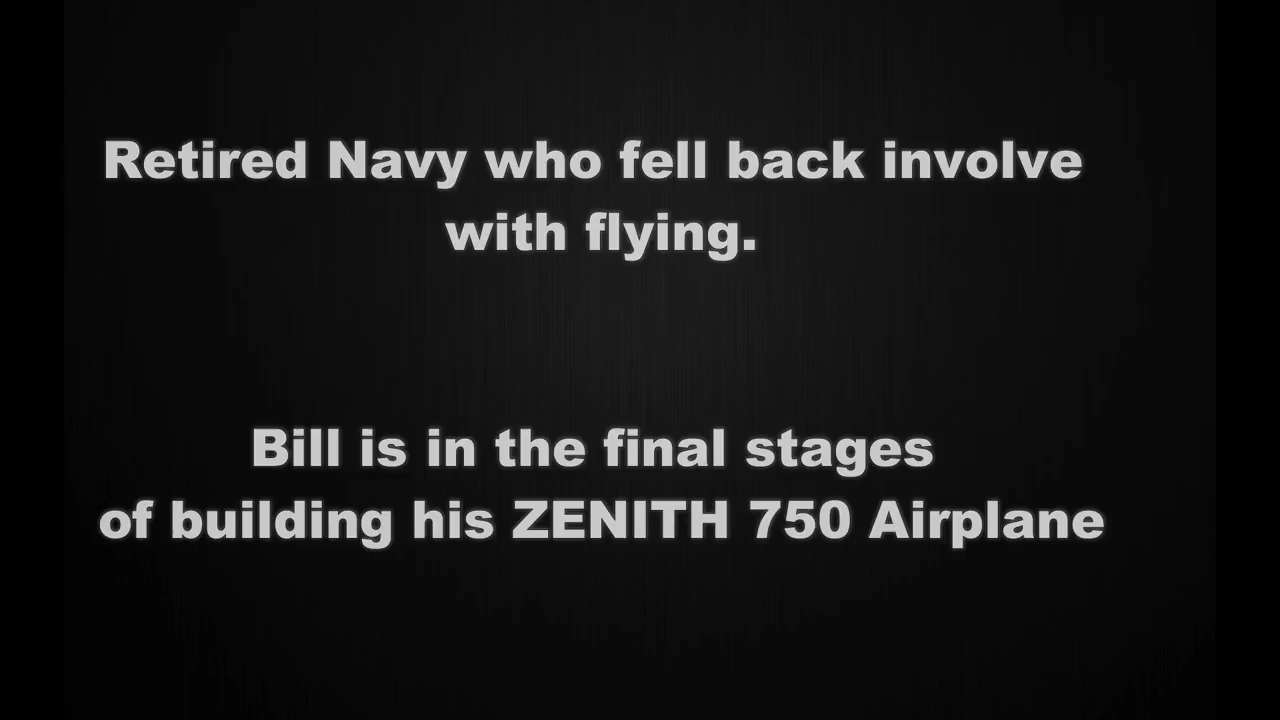 Retired Navy who fell back involve
with flying.
Bill is in the final stages
of building his ZENITH 750 Airplane